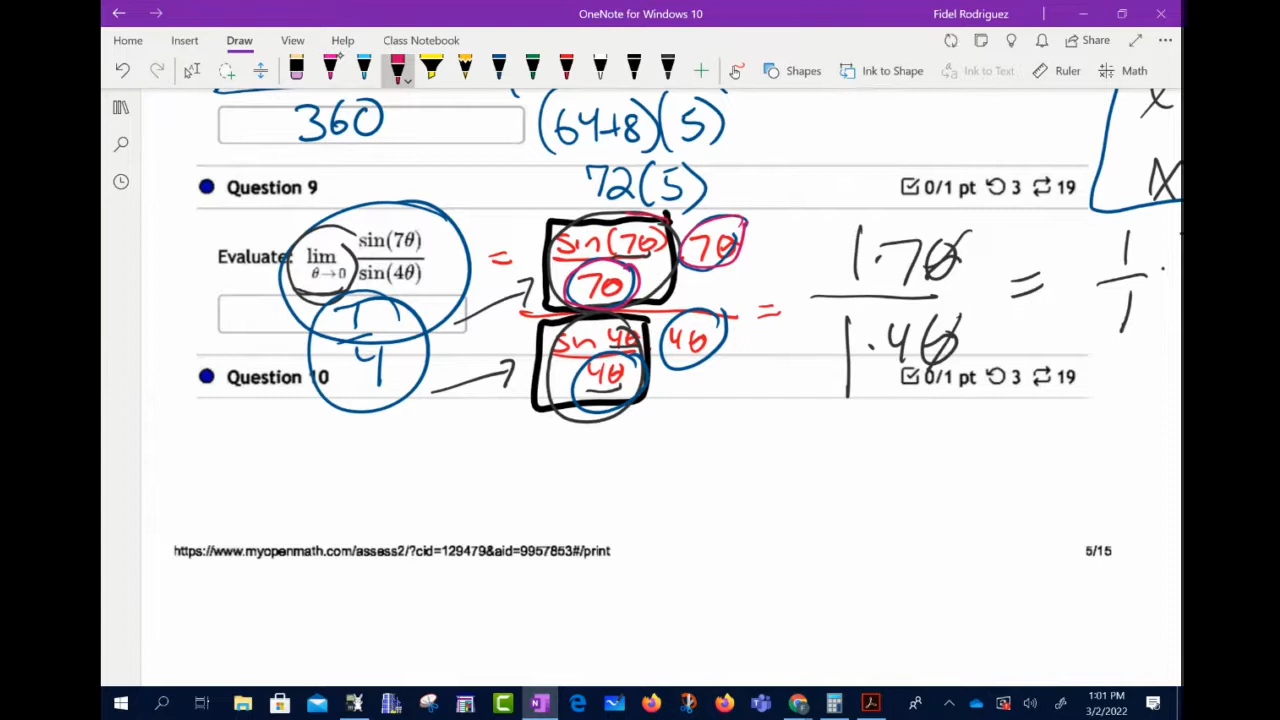 OneNote for Windows 10
Fidel Rodriguez
Home Insert Draw View Help Class Notebook
Share
Shapes Ink to Shape Ink to Text Ruler Math
360 (64+8)(5)
72(5)
x
x
Question 9 0/1 pt 3 19
Evaluate: lim θ→0 sin(7θ)/sin(4θ) = (sin(7θ)/7θ 7θ)/(sin 4θ/4θ 4θ) = 1·7θ/1·4θ = 1/1 ·
7
4
Question 10 0/1 pt 3 19
https://www.myopenmath.com/assess2/?cid=129479&aid=9957853#/print 5/15
1:01 PM
3/2/2022